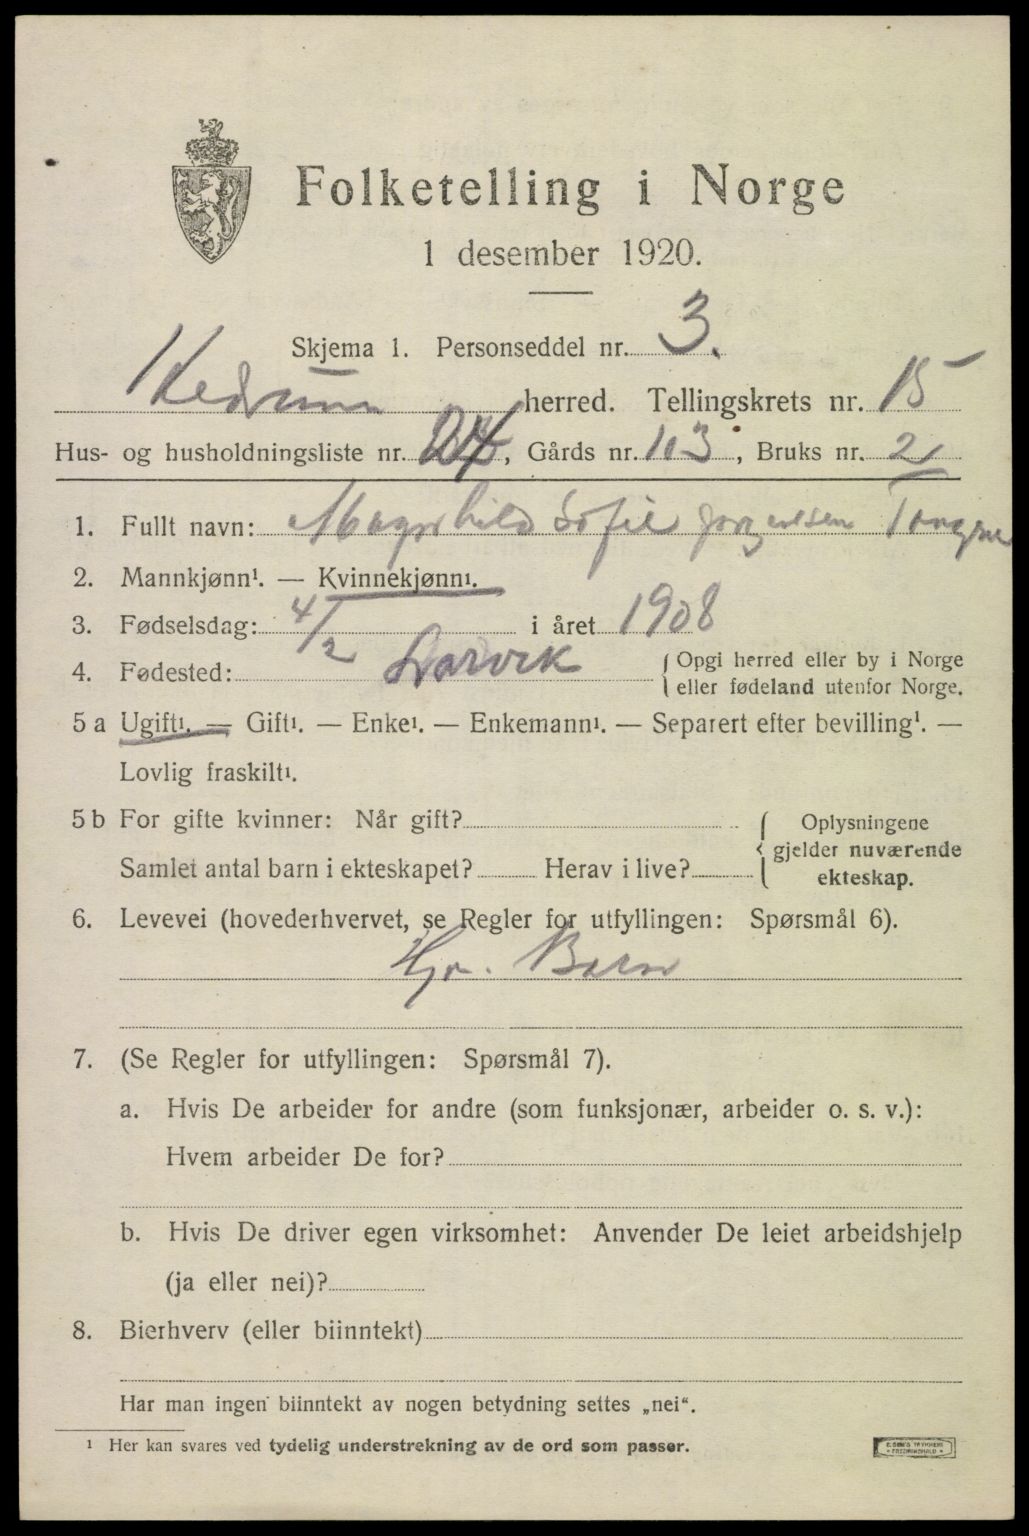 Folketelling i Norge
1 desember 1920.
Skjema 1. Personseddel nr. 3.
Hedrum herred. Tellingskrets nr. 15
Hus- og husholdningsliste nr. 24, Gårds nr. 103, Bruks nr. 2
1. Fullt navn: Magnhild Sofie Jørgensen
2. Mannkjønn¹. — Kvinnekjønn¹.
3. Fødselsdag: 4/2 i året 1908
4. Fødested: Larvik { Opgi herred eller by i Norge
eller fødeland utenfor Norge.
5 a Ugift¹. — Gift¹. — Enke¹. — Enkemann¹. — Separert efter bevilling¹. —
Lovlig fraskilt¹.
5 b For gifte kvinner: Når gift? { Oplysningene
gjelder nuværende
Samlet antal barn i ekteskapet? Herav i live? ekteskap.
6. Levevei (hovederhvervet, se Regler for utfyllingen: Spørsmål 6).
Hj. Barn
7. (Se Regler for utfyllingen: Spørsmål 7).
a. Hvis De arbeider for andre (som funksjonær, arbeider o. s. v.):
Hvem arbeider De for?
b. Hvis De driver egen virksomhet: Anvender De leiet arbeidshjelp
(ja eller nei)?
8. Bierhverv (eller biinntekt)
Har man ingen biinntekt av nogen betydning settes „nei“.
¹ Her kan svares ved tydelig understrekning av de ord som passer.